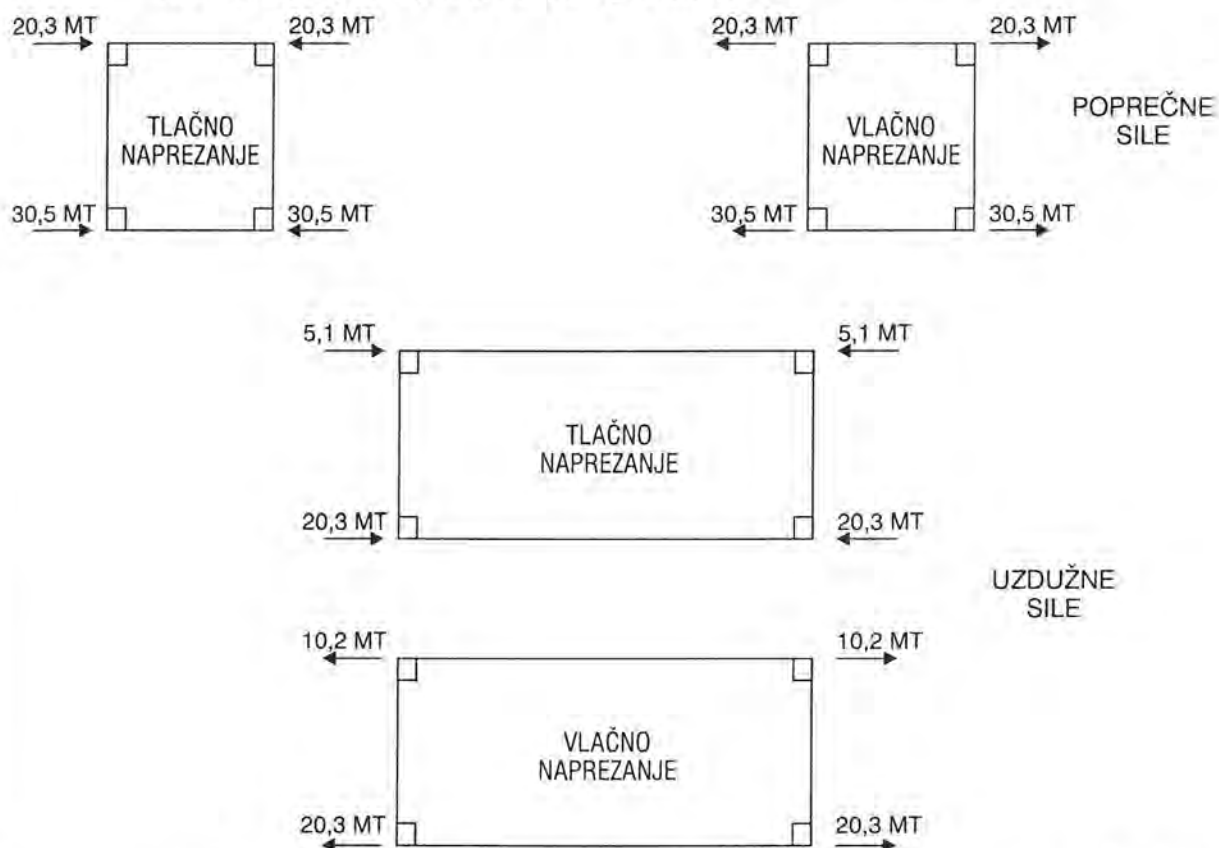 20,3 MT 20,3 MT 20,3 MT 20,3 MT
TLAČNO
NAPREZANJE
VLAČNO
NAPREZANJE
POPREČNE
SILE
30,5 MT 30,5 MT 30,5 MT 30,5 MT
5,1 MT 5,1 MT
TLAČNO
NAPREZANJE
20,3 MT 20,3 MT
UZDUŽNE
SILE
10,2 MT 10,2 MT
VLAČNO
NAPREZANJE
20,3 MT 20,3 MT